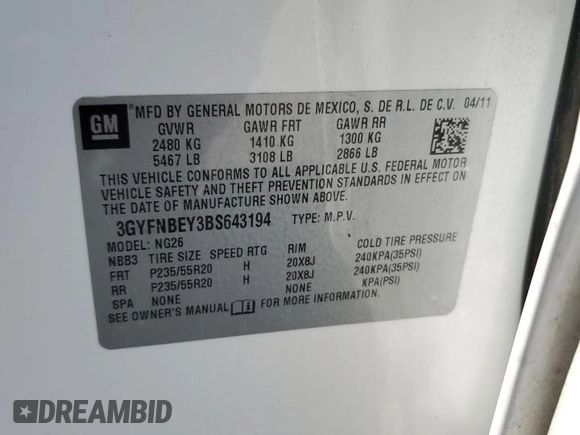 GM ® MFD BY GENERAL MOTORS DE MEXICO, S. DE R.L. DE C.V. 04/11
GVWR GAWR FRT GAWR RR
2480 KG 1410 KG 1300 KG
5467 LB 3108 LB 2866 LB
THIS VEHICLE CONFORMS TO ALL APPLICABLE U.S. FEDERAL MOTOR
VEHICLE SAFETY AND THEFT PREVENTION STANDARDS IN EFFECT ON
THE DATE OF MANUFACTURE SHOWN ABOVE.
3GYFNBEY3BS643194 TYPE: M.P.V.
MODEL: NG26
NBB3 TIRE SIZE SPEED RTG RIM COLD TIRE PRESSURE
FRT P235/55R20 H 20X8J 240KPA(35PSI)
RR P235/55R20 H 20X8J 240KPA(35PSI)
SPA NONE NONE KPA(PSI)
SEE OWNER'S MANUAL FOR MORE INFORMATION
DREAMBID